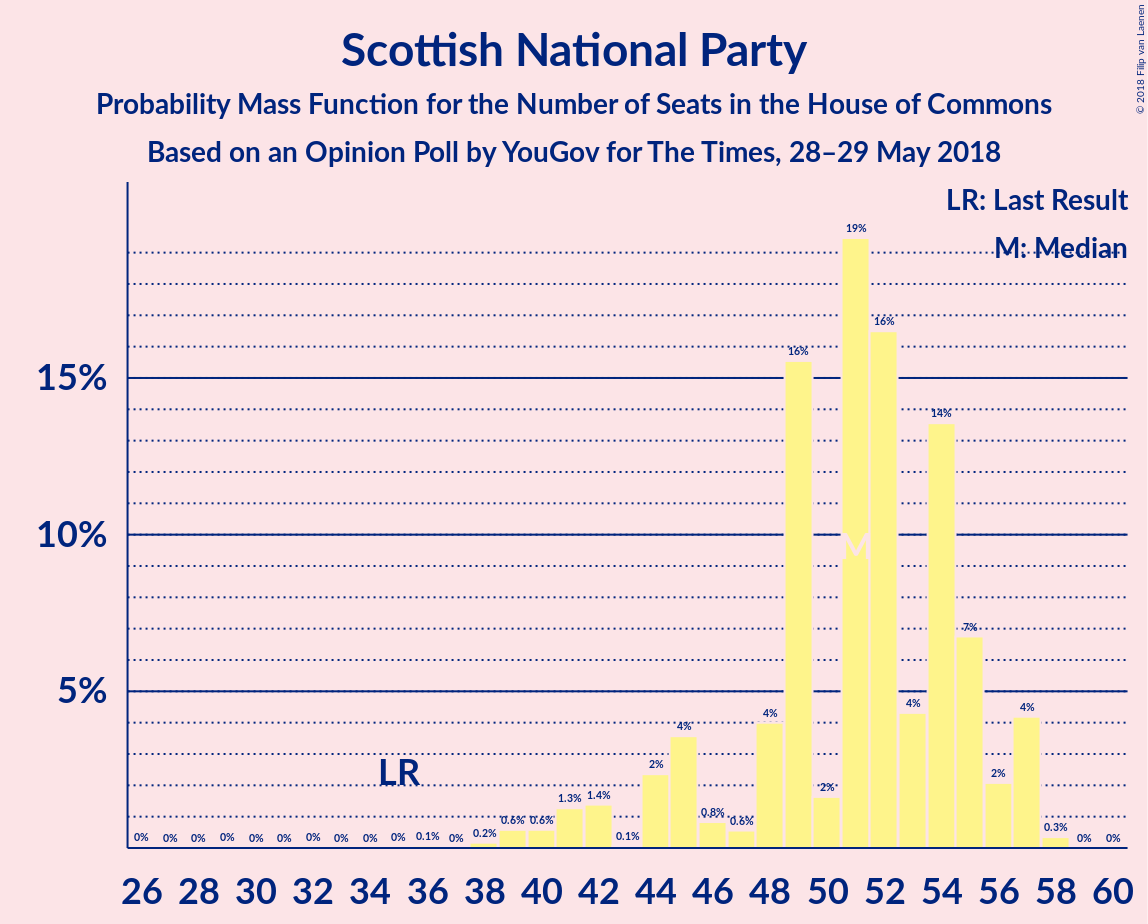 Scottish National Party
Probability Mass Function for the Number of Seats in the House of Commons
Based on an Opinion Poll by YouGov for The Times, 28–29 May 2018
© 2018 Filip van Laenen
LR: Last Result
M: Median
15%
10%
5%
0% 0% 0% 0% 0% 0% 0% 0% 0% 0% 0.1% 0% 0.2% 0.6% 0.6% 1.3% 1.4% 0.1% 2% 4% 0.8% 0.6% 4% 16% 2% 19% 16% 4% 14% 7% 2% 4% 0.3% 0% 0%
LR
M
26 28 30 32 34 36 38 40 42 44 46 48 50 52 54 56 58 60